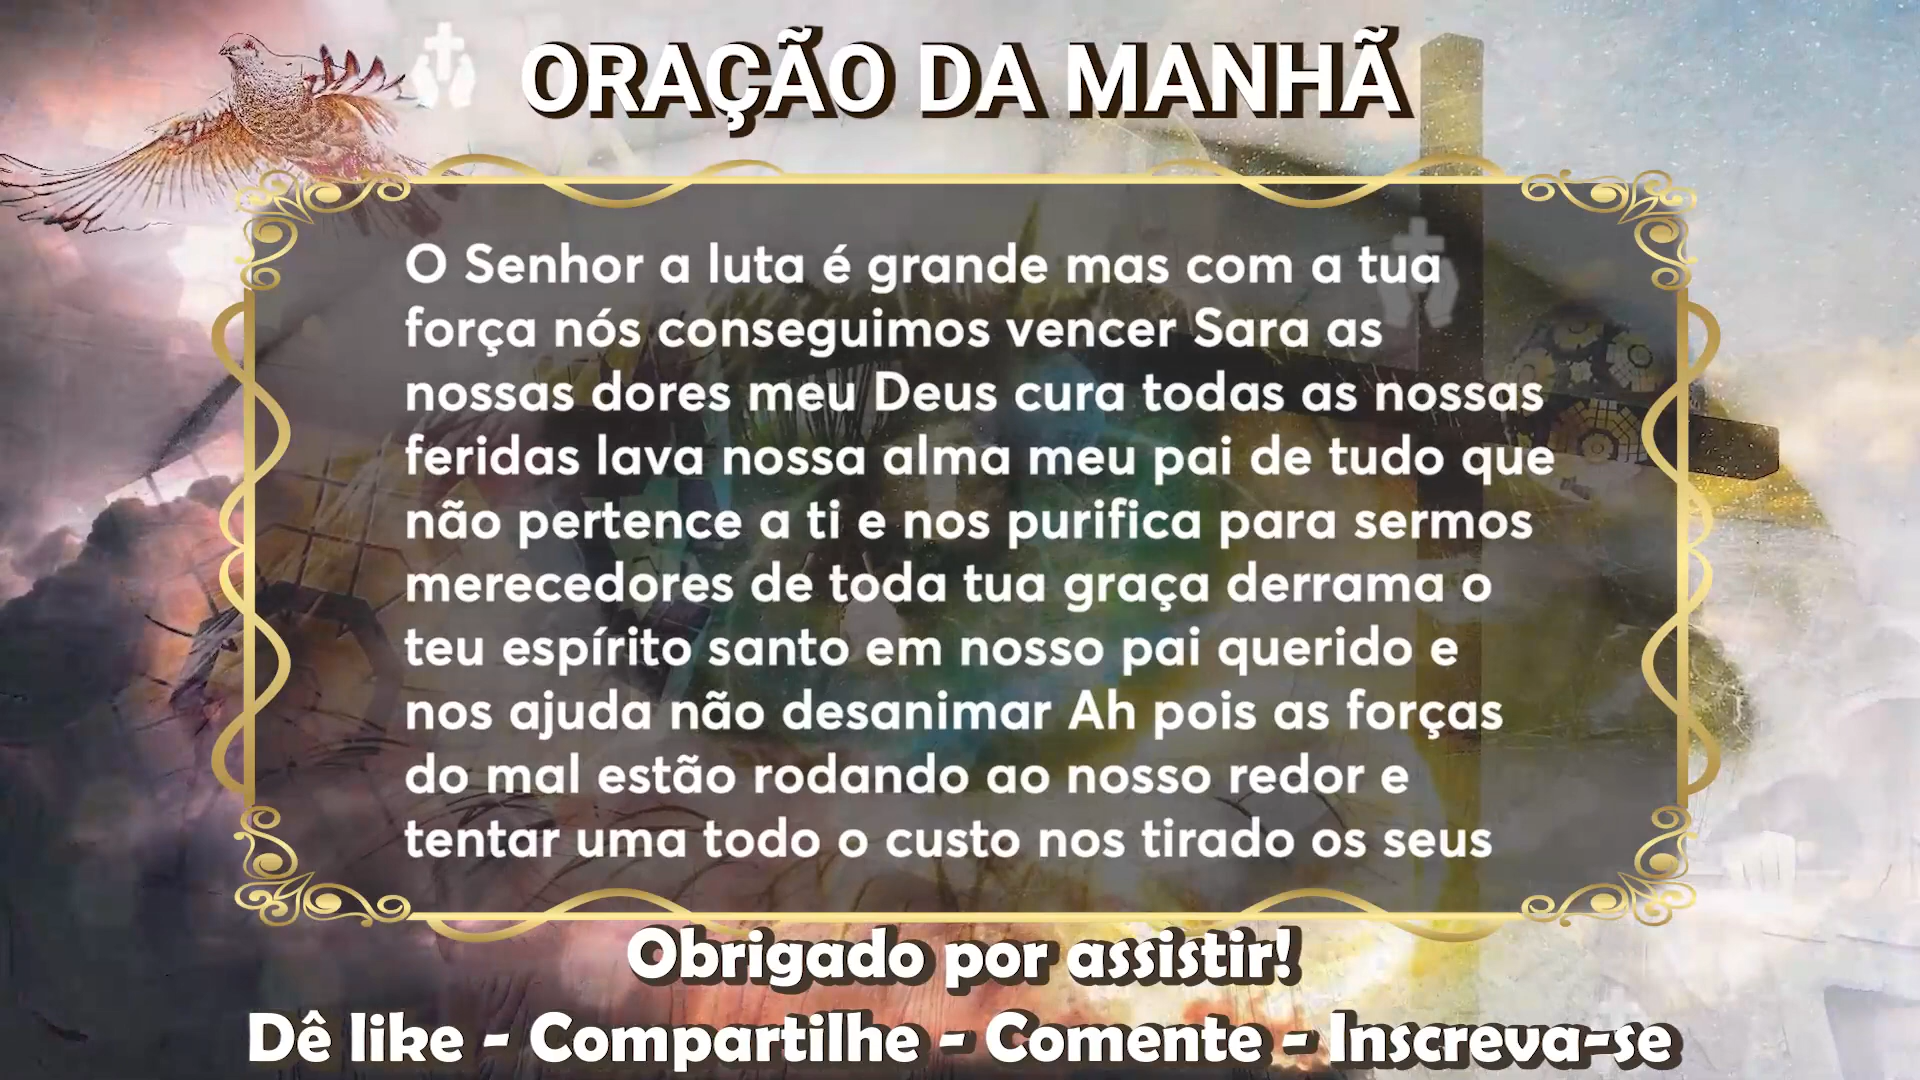 ORAÇÃO DA MANHÃ
O Senhor a luta é grande mas com a tua
força nós conseguimos vencer Sara as
nossas dores meu Deus cura todas as nossas
feridas lava nossa alma meu pai de tudo que
não pertence a ti e nos purifica para sermos
merecedores de toda tua graça derrama o
teu espírito santo em nosso pai querido e
nos ajuda não desanimar Ah pois as forças
do mal estão rodando ao nosso redor e
tentar uma todo o custo nos tirado os seus
Obrigado por assistir!
Dê like - Compartilhe - Comente - Inscreva-se